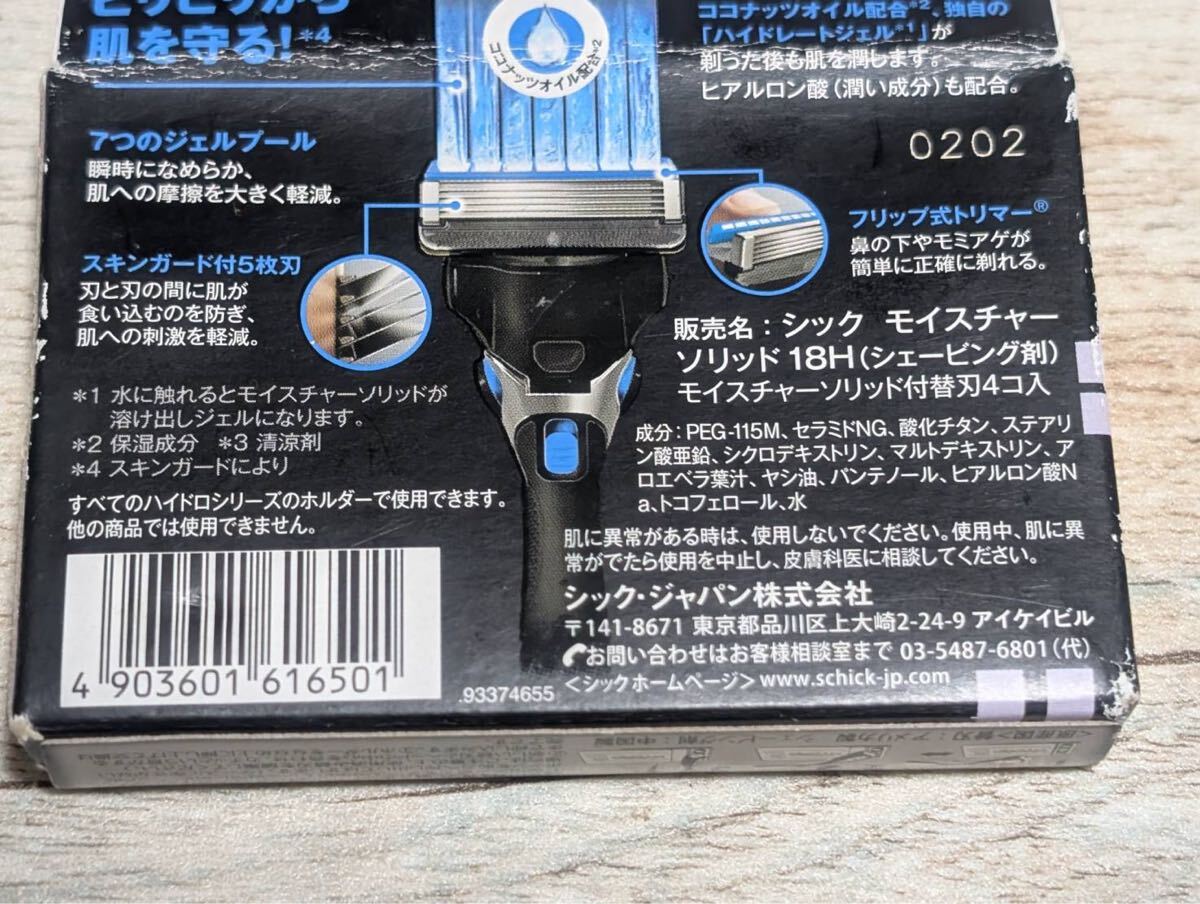 ヒリヒリから
肌を守る!*4
ココナッツオイル配合*2
ココナッツオイル配合*2、独自の
「ハイドレートジェル*1」が
剃った後も肌を潤します。
ヒアルロン酸(潤い成分)も配合。
0202
7つのジェルプール
瞬時になめらか、
肌への摩擦を大きく軽減。
スキンガード付5枚刃
刃と刃の間に肌が
食い込むのを防ぎ、
肌への刺激を軽減。
フリップ式トリマー®
鼻の下やモミアゲが
簡単に正確に剃れる。
*1 水に触れるとモイスチャーソリッドが
溶け出しジェルになります。
*2 保湿成分 *3 清涼剤
*4 スキンガードにより
すべてのハイドロシリーズのホルダーで使用できます。
他の商品では使用できません。
販売名:シック モイスチャー
ソリッド 18H(シェービング剤)
モイスチャーソリッド付替刃4コ入
成分:PEG-115M、セラミドNG、酸化チタン、ステアリ
ン酸亜鉛、シクロデキストリン、マルトデキストリン、ア
ロエベラ葉汁、ヤシ油、パンテノール、ヒアルロン酸N
a、トコフェロール、水
肌に異常がある時は、使用しないでください。使用中、肌に異
常がでたら使用を中止し、皮膚科医に相談してください。
シック・ジャパン株式会社
〒141-8671 東京都品川区上大崎2-24-9 アイケイビル
お問い合わせはお客様相談室まで 03-5487-6801(代)
<シックホームページ> www.schick-jp.com
4 903601 616501
.93374655
<原産国>替刃:アメリカ製